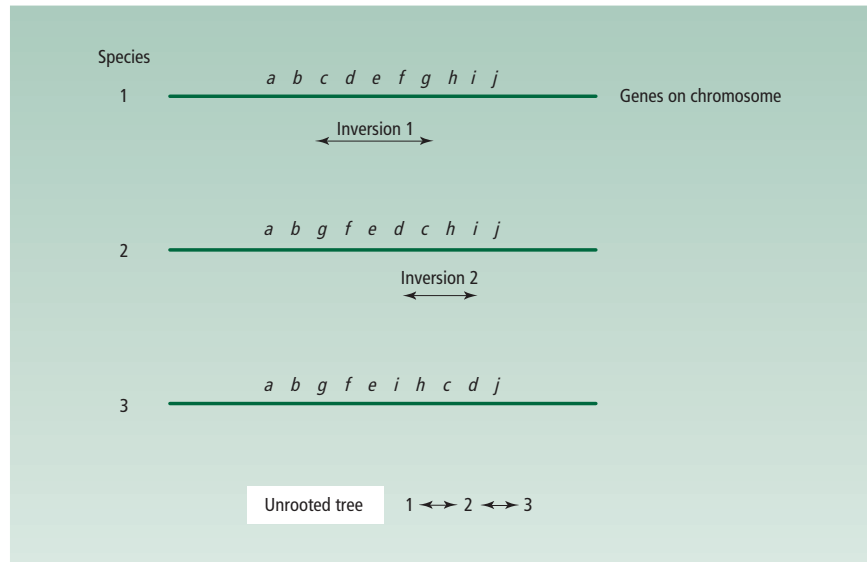 Species
a b c d e f g h i j
1 Genes on chromosome
Inversion 1
a b g f e d c h i j
2
Inversion 2
a b g f e i h c d j
3
Unrooted tree 1 ↔ 2 ↔ 3